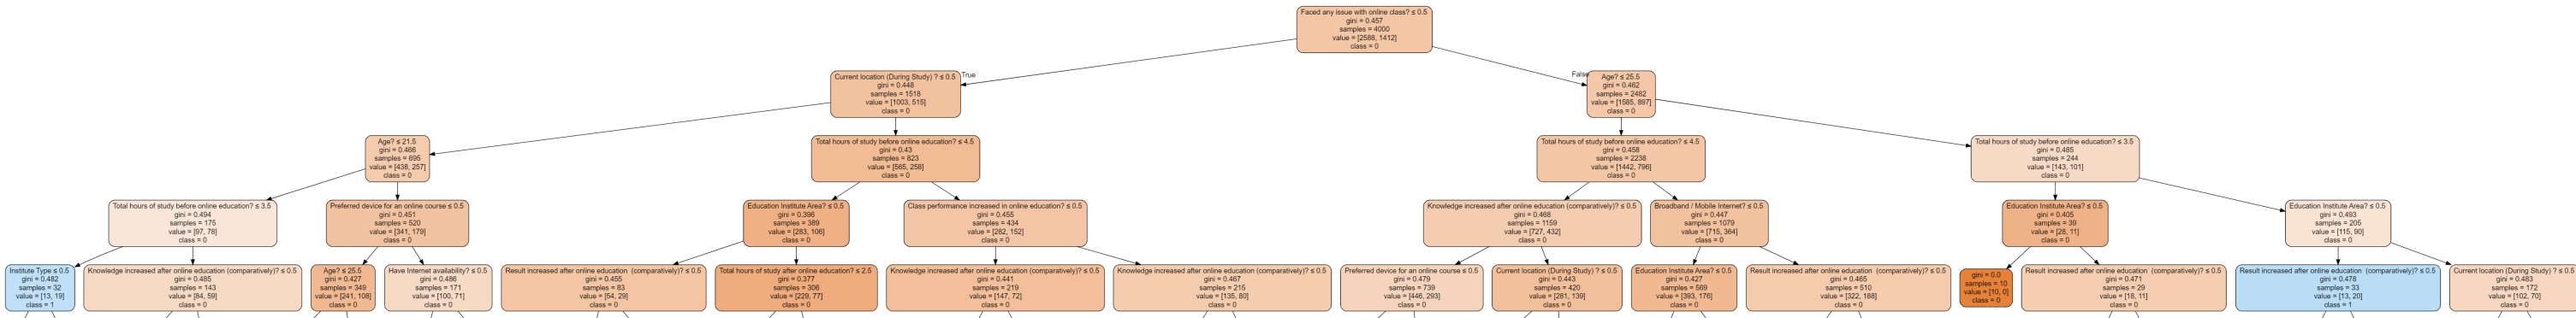 Faced any issue with online class? ≤ 0.5
gini = 0.457
samples = 4000
value = [2588, 1412]
class = 0
True
False
Current location (During Study) ? ≤ 0.5
gini = 0.448
samples = 1518
value = [1003, 515]
class = 0
Age? ≤ 25.5
gini = 0.462
samples = 2482
value = [1585, 897]
class = 0
Age? ≤ 21.5
gini = 0.466
samples = 695
value = [438, 257]
class = 0
Total hours of study before online education? ≤ 4.5
gini = 0.43
samples = 823
value = [565, 258]
class = 0
Total hours of study before online education? ≤ 4.5
gini = 0.458
samples = 2238
value = [1442, 796]
class = 0
Total hours of study before online education? ≤ 3.5
gini = 0.485
samples = 244
value = [143, 101]
class = 0
Total hours of study before online education? ≤ 3.5
gini = 0.494
samples = 175
value = [97, 78]
class = 0
Preferred device for an online course ≤ 0.5
gini = 0.451
samples = 520
value = [341, 179]
class = 0
Education Institute Area? ≤ 0.5
gini = 0.396
samples = 389
value = [283, 106]
class = 0
Class performance increased in online education? ≤ 0.5
gini = 0.455
samples = 434
value = [282, 152]
class = 0
Knowledge increased after online education (comparatively)? ≤ 0.5
gini = 0.468
samples = 1159
value = [727, 432]
class = 0
Broadband / Mobile Internet? ≤ 0.5
gini = 0.447
samples = 1079
value = [715, 364]
class = 0
Education Institute Area? ≤ 0.5
gini = 0.405
samples = 39
value = [28, 11]
class = 0
Education Institute Area? ≤ 0.5
gini = 0.493
samples = 205
value = [115, 90]
class = 0
Institute Type ≤ 0.5
gini = 0.482
samples = 32
value = [13, 19]
class = 1
Knowledge increased after online education (comparatively)? ≤ 0.5
gini = 0.485
samples = 143
value = [84, 59]
class = 0
Age? ≤ 25.5
gini = 0.427
samples = 349
value = [241, 108]
class = 0
Have Internet availability? ≤ 0.5
gini = 0.486
samples = 171
value = [100, 71]
class = 0
Result increased after online education  (comparatively)? ≤ 0.5
gini = 0.455
samples = 83
value = [54, 29]
class = 0
Total hours of study after online education? ≤ 2.5
gini = 0.377
samples = 306
value = [229, 77]
class = 0
Knowledge increased after online education (comparatively)? ≤ 0.5
gini = 0.441
samples = 219
value = [147, 72]
class = 0
Knowledge increased after online education (comparatively)? ≤ 0.5
gini = 0.467
samples = 215
value = [135, 80]
class = 0
Preferred device for an online course ≤ 0.5
gini = 0.479
samples = 739
value = [446, 293]
class = 0
Current location (During Study) ? ≤ 0.5
gini = 0.443
samples = 420
value = [281, 139]
class = 0
Education Institute Area? ≤ 0.5
gini = 0.427
samples = 569
value = [393, 176]
class = 0
Result increased after online education  (comparatively)? ≤ 0.5
gini = 0.465
samples = 510
value = [322, 188]
class = 0
gini = 0.0
samples = 10
value = [10, 0]
class = 0
Result increased after online education  (comparatively)? ≤ 0.5
gini = 0.471
samples = 29
value = [18, 11]
class = 0
Result increased after online education  (comparatively)? ≤ 0.5
gini = 0.478
samples = 33
value = [13, 20]
class = 1
Current location (During Study) ? ≤ 0.5
gini = 0.483
samples = 172
value = [102, 70]
class = 0